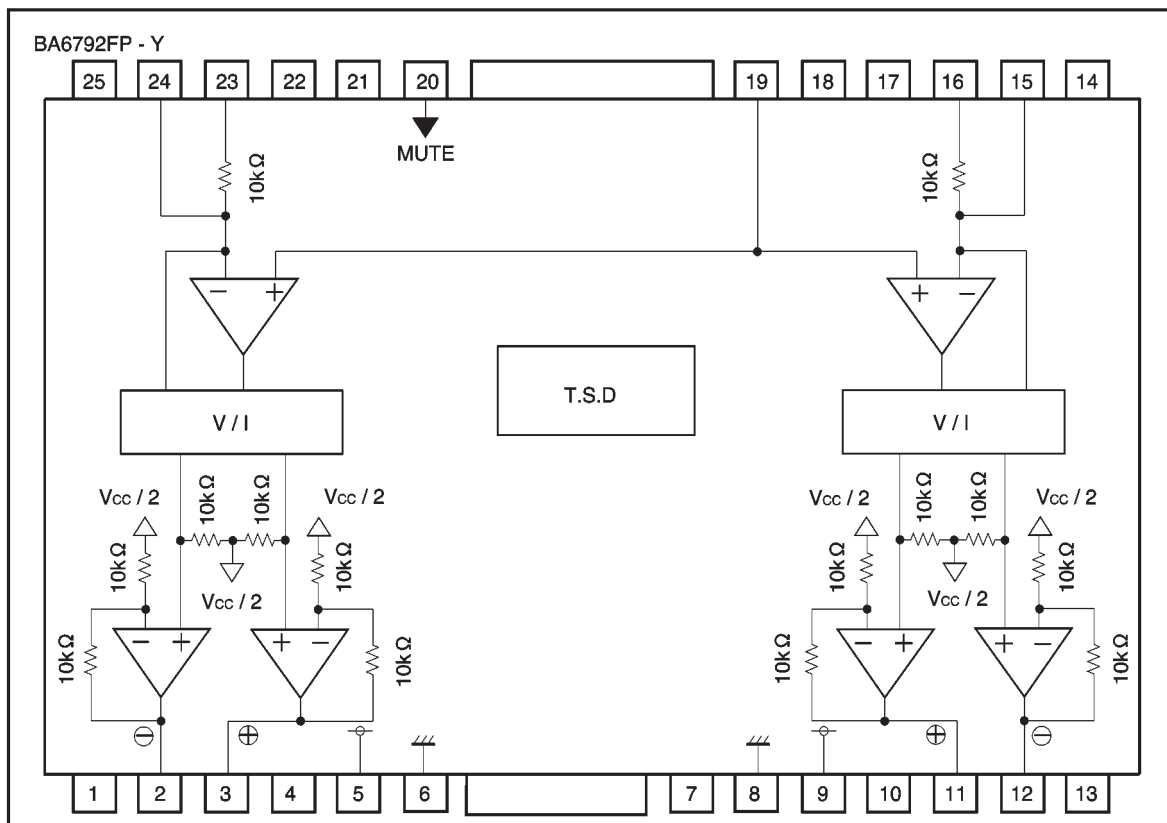 BA6792FP - Y
25 24 23 22 21 20 19 18 17 16 15 14
MUTE
10kΩ 10kΩ
− + + −
T.S.D
V / I V / I
VCC / 2 10kΩ 10kΩ VCC / 2 VCC / 2 10kΩ 10kΩ VCC / 2
10kΩ 10kΩ 10kΩ 10kΩ
VCC / 2 VCC / 2
− + + − − + + −
10kΩ 10kΩ 10kΩ 10kΩ
⊖ ⊕ ⊕ ⊖
1 2 3 4 5 6 7 8 9 10 11 12 13